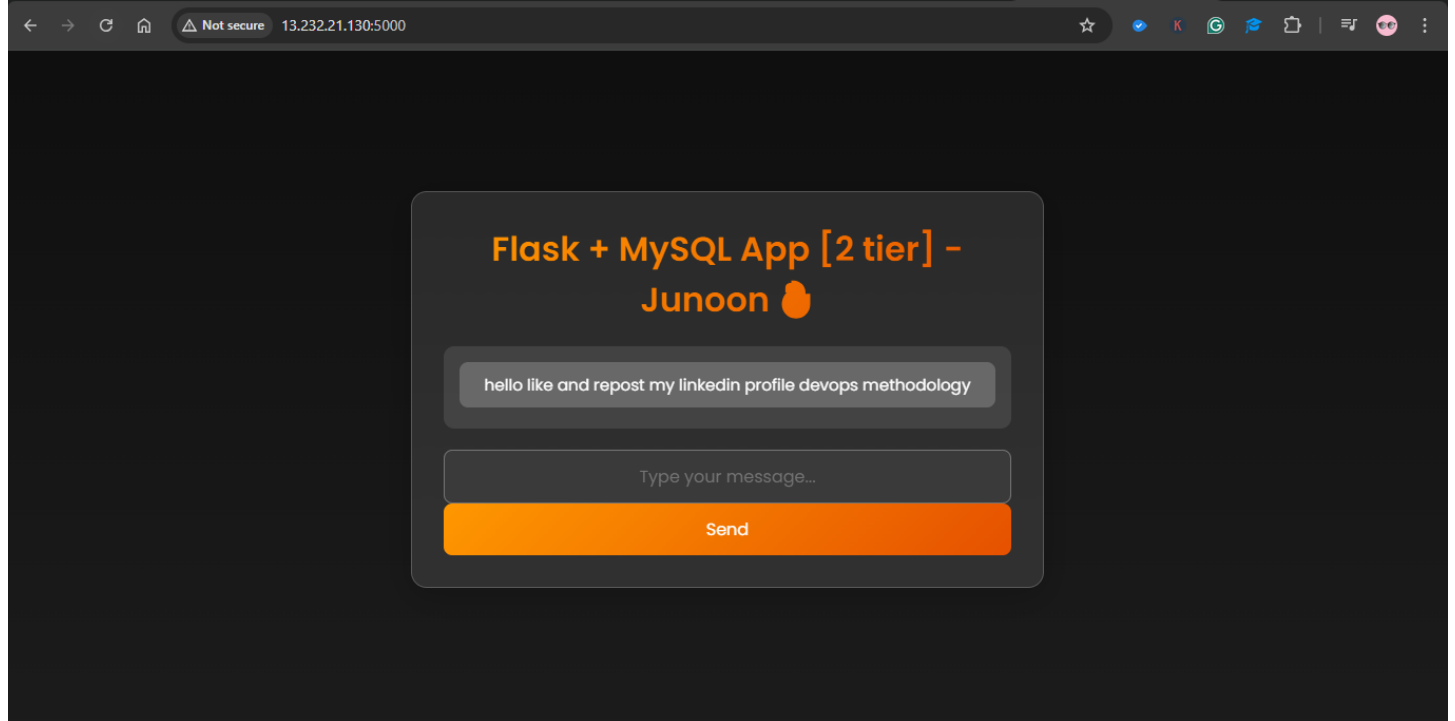 Not secure
13.232.21.130:5000
K
G
Flask + MySQL App [2 tier] -
Junoon
hello like and repost my linkedin profile devops methodology
Type your message...
Send